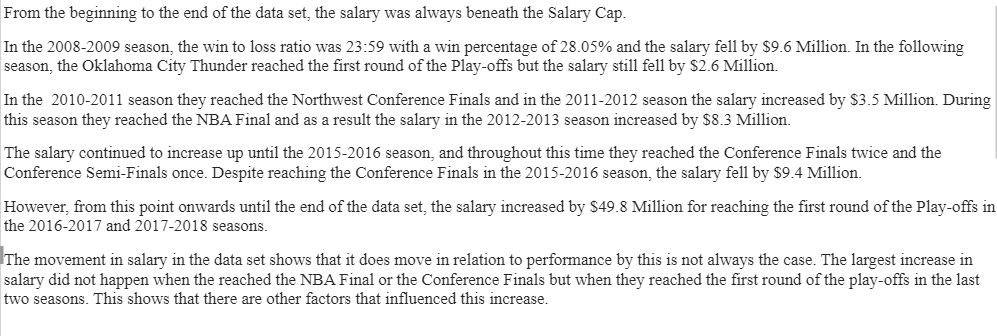 From the beginning to the end of the data set, the salary was always beneath the Salary Cap.
In the 2008-2009 season, the win to loss ratio was 23:59 with a win percentage of 28.05% and the salary fell by $9.6 Million. In the following
season, the Oklahoma City Thunder reached the first round of the Play-offs but the salary still fell by $2.6 Million.
In the  2010-2011 season they reached the Northwest Conference Finals and in the 2011-2012 season the salary increased by $3.5 Million. During
this season they reached the NBA Final and as a result the salary in the 2012-2013 season increased by $8.3 Million.
The salary continued to increase up until the 2015-2016 season, and throughout this time they reached the Conference Finals twice and the
Conference Semi-Finals once. Despite reaching the Conference Finals in the 2015-2016 season, the salary fell by $9.4 Million.
However, from this point onwards until the end of the data set, the salary increased by $49.8 Million for reaching the first round of the Play-offs in
the 2016-2017 and 2017-2018 seasons.
The movement in salary in the data set shows that it does move in relation to performance by this is not always the case. The largest increase in
salary did not happen when the reached the NBA Final or the Conference Finals but when they reached the first round of the play-offs in the last
two seasons. This shows that there are other factors that influenced this increase.